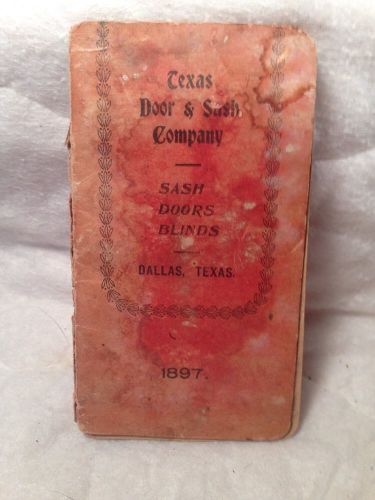 Texas
Door & Sash
Company
SASH
DOORS
BLINDS
DALLAS, TEXAS.
1897.